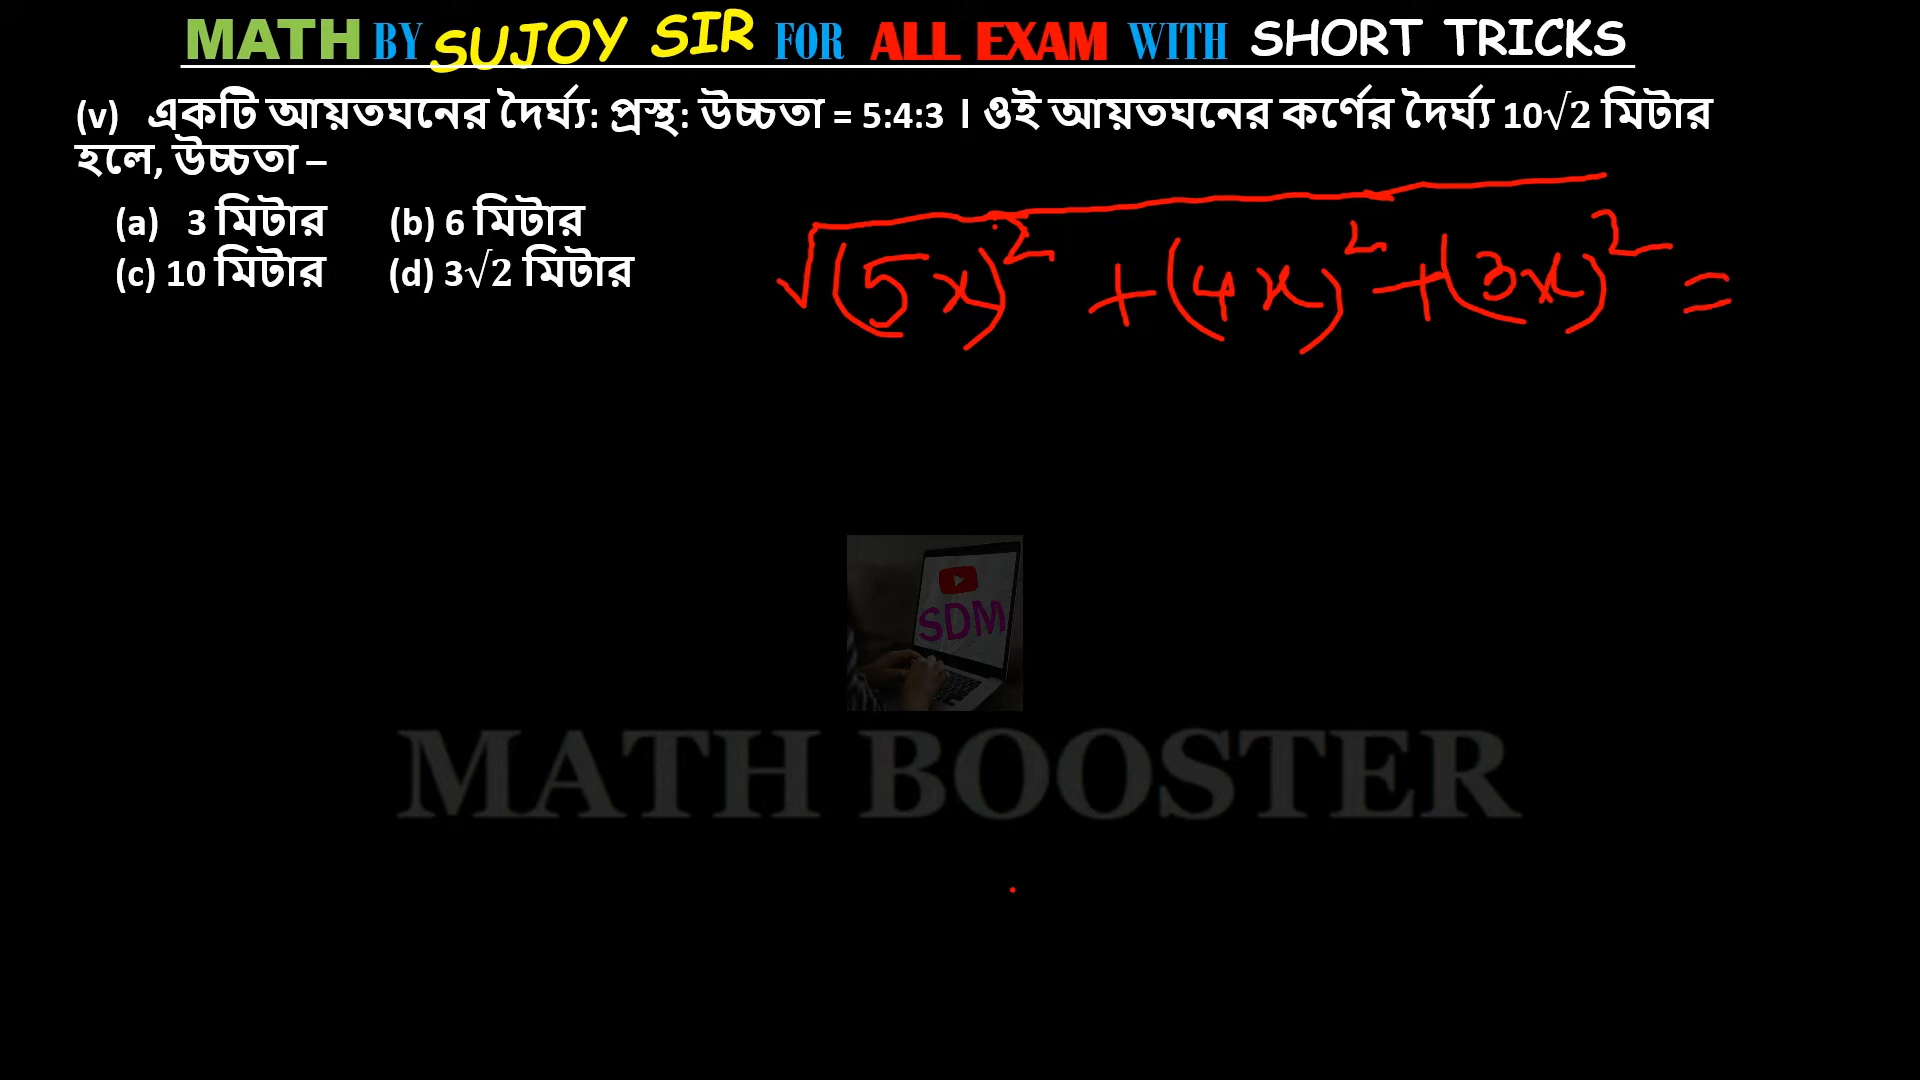 MATH BY SUJOY SIR FOR ALL EXAM WITH SHORT TRICKS
(v) একটি আয়তঘনের দৈর্ঘ্য: প্রস্থ: উচ্চতা = 5:4:3 । ওই আয়তঘনের কর্ণের দৈর্ঘ্য 10√2 মিটার
হলে, উচ্চতা –
(a) 3 মিটার (b) 6 মিটার
(c) 10 মিটার (d) 3√2 মিটার
√(5x)² + (4x)² + (3x)² =
SDM
MATH BOOSTER